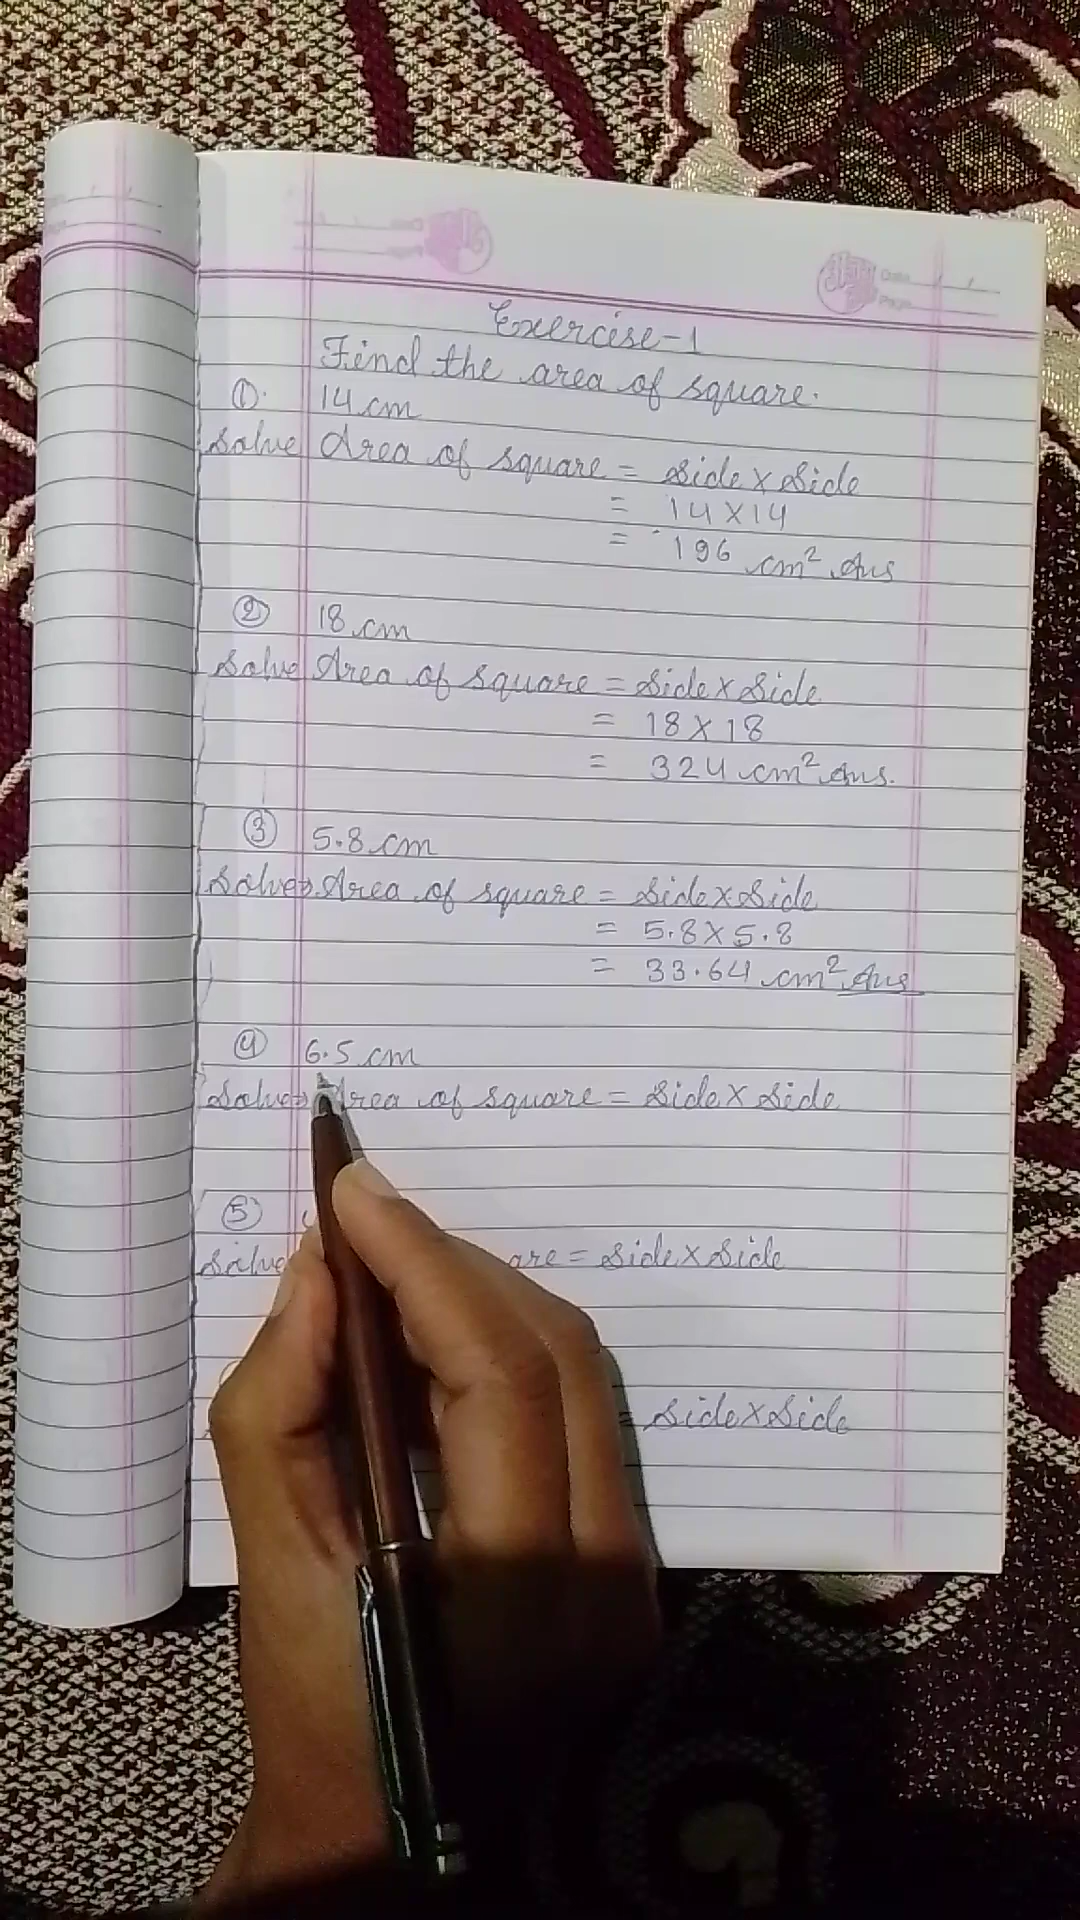 Date
Page
Exercise-1
Find the area of square.
① 14 cm
Solve Area of square = Side x Side
= 14 x 14
= 196 cm² Ans
② 18 cm
Solve Area of square = Side x Side
= 18 x 18
= 324 cm² Ans.
③ 5.8 cm
Solve⇒ Area of square = Side x Side
= 5.8 x 5.8
= 33.64 cm² Ans
④ 6.5 cm
Solve⇒ Area of square = Side x Side
⑤
Solve = Side x Side
= Side x Side